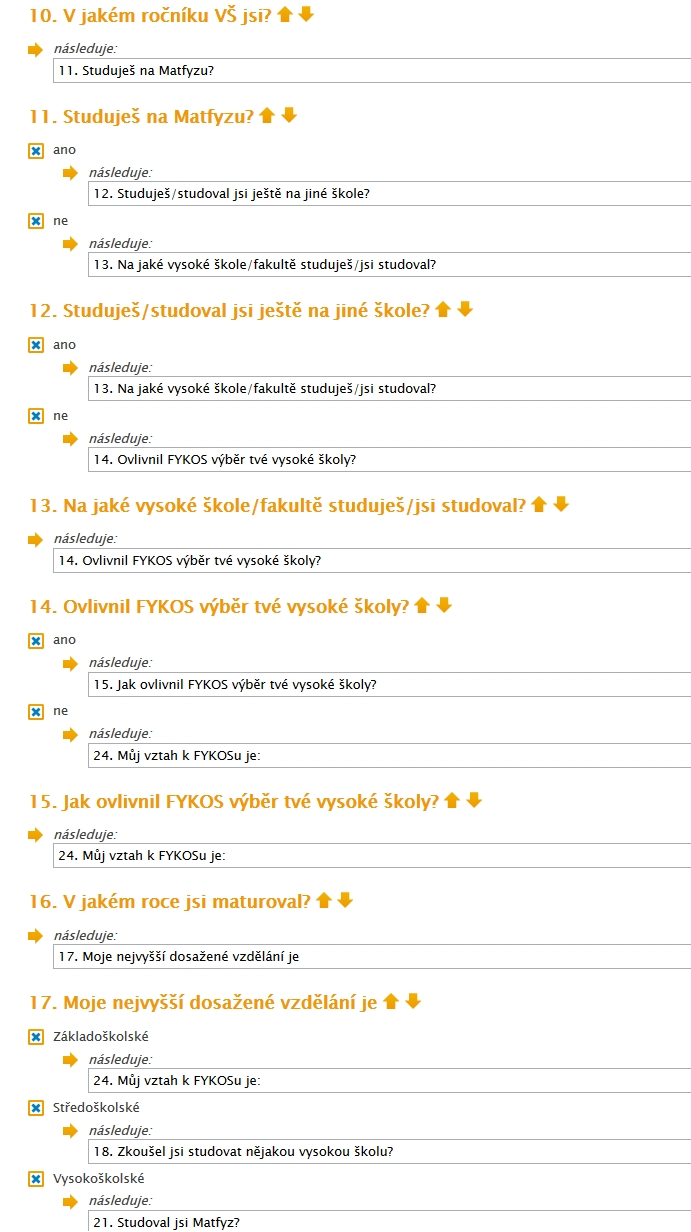 10. V jakém ročníku VŠ jsi?
následuje:
11. Studuješ na Matfyzu?
11. Studuješ na Matfyzu?
ano
následuje:
12. Studuješ/studoval jsi ještě na jiné škole?
ne
následuje:
13. Na jaké vysoké škole/fakultě studuješ/jsi studoval?
12. Studuješ/studoval jsi ještě na jiné škole?
ano
následuje:
13. Na jaké vysoké škole/fakultě studuješ/jsi studoval?
ne
následuje:
14. Ovlivnil FYKOS výběr tvé vysoké školy?
13. Na jaké vysoké škole/fakultě studuješ/jsi studoval?
následuje:
14. Ovlivnil FYKOS výběr tvé vysoké školy?
14. Ovlivnil FYKOS výběr tvé vysoké školy?
ano
následuje:
15. Jak ovlivnil FYKOS výběr tvé vysoké školy?
ne
následuje:
24. Můj vztah k FYKOSu je:
15. Jak ovlivnil FYKOS výběr tvé vysoké školy?
následuje:
24. Můj vztah k FYKOSu je:
16. V jakém roce jsi maturoval?
následuje:
17. Moje nejvyšší dosažené vzdělání je
17. Moje nejvyšší dosažené vzdělání je
Základoškolské
následuje:
24. Můj vztah k FYKOSu je:
Středoškolské
následuje:
18. Zkoušel jsi studovat nějakou vysokou školu?
Vysokoškolské
následuje:
21. Studoval jsi Matfyz?